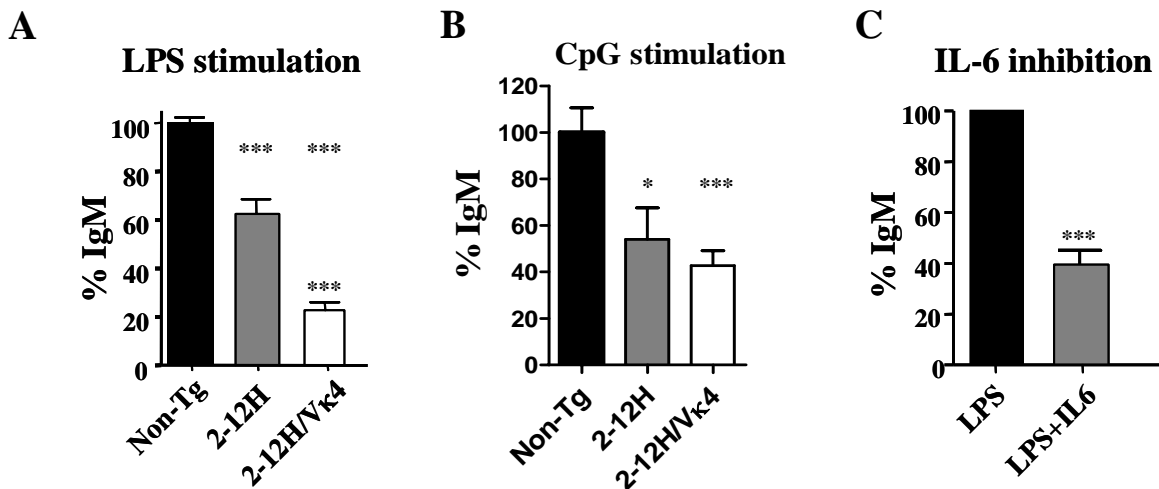 A
LPS stimulation
% IgM
100
80
60
40
20
0
***
***
***
Non-Tg
2-12H
2-12H/Vκ4
B
CpG stimulation
% IgM
120
100
80
60
40
20
0
*
***
Non-Tg
2-12H
2-12H/Vκ4
C
IL-6 inhibition
% IgM
100
80
60
40
20
0
***
LPS
LPS+IL6